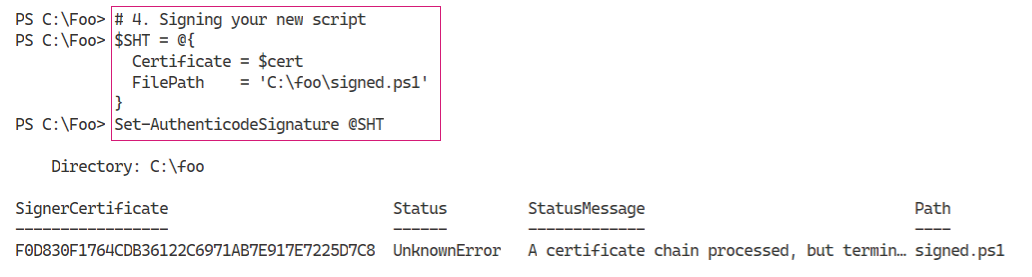 PS C:\Foo> # 4. Signing your new script
PS C:\Foo> $SHT = @{
Certificate = $cert
FilePath    = 'C:\foo\signed.ps1'
}
PS C:\Foo> Set-AuthenticodeSignature @SHT
Directory: C:\foo
SignerCertificate Status StatusMessage Path
----------------- ------ ------------- ----
F0D830F1764CDB36122C6971AB7E917E7225D7C8 UnknownError A certificate chain processed, but termin… signed.ps1